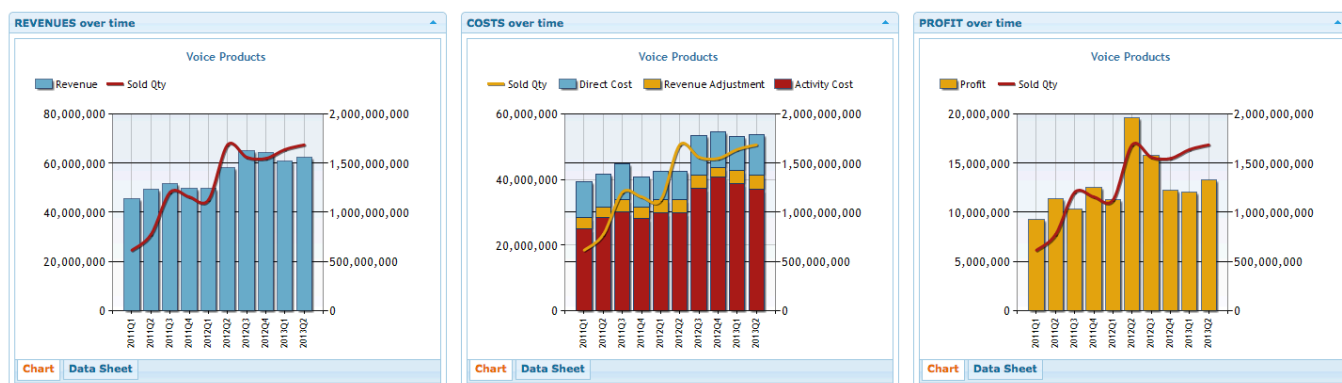 REVENUES over time
Voice Products
Revenue Sold Qty
80,000,000 2,000,000,000
60,000,000 1,500,000,000
40,000,000 1,000,000,000
20,000,000 500,000,000
0 0
2011Q1 2011Q2 2011Q3 2011Q4 2012Q1 2012Q2 2012Q3 2012Q4 2013Q1 2013Q2
Chart Data Sheet
COSTS over time
Voice Products
Sold Qty Direct Cost Revenue Adjustment Activity Cost
60,000,000 2,000,000,000
1,500,000,000
40,000,000
1,000,000,000
20,000,000
500,000,000
0 0
2011Q1 2011Q2 2011Q3 2011Q4 2012Q1 2012Q2 2012Q3 2012Q4 2013Q1 2013Q2
Chart Data Sheet
PROFIT over time
Voice Products
Profit Sold Qty
20,000,000 2,000,000,000
15,000,000 1,500,000,000
10,000,000 1,000,000,000
5,000,000 500,000,000
0 0
2011Q1 2011Q2 2011Q3 2011Q4 2012Q1 2012Q2 2012Q3 2012Q4 2013Q1 2013Q2
Chart Data Sheet